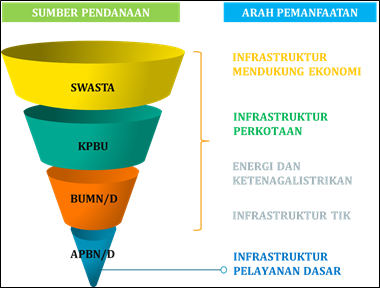 SUMBER PENDANAAN
ARAH PEMANFAATAN
SWASTA
KPBU
BUMN/D
APBN/D
INFRASTRUKTUR
MENDUKUNG EKONOMI
INFRASTRUKTUR
PERKOTAAN
ENERGI DAN
KETENAGALISTRIKAN
INFRASTRUKTUR TIK
INFRASTRUKTUR
PELAYANAN DASAR